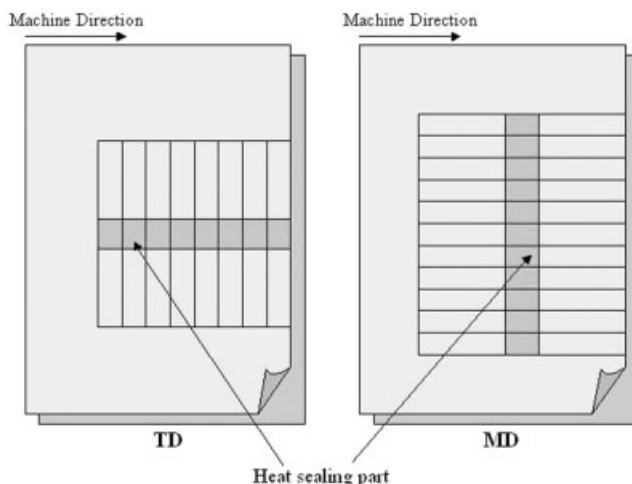 Machine Direction
Machine Direction
TD
MD
Heat sealing part